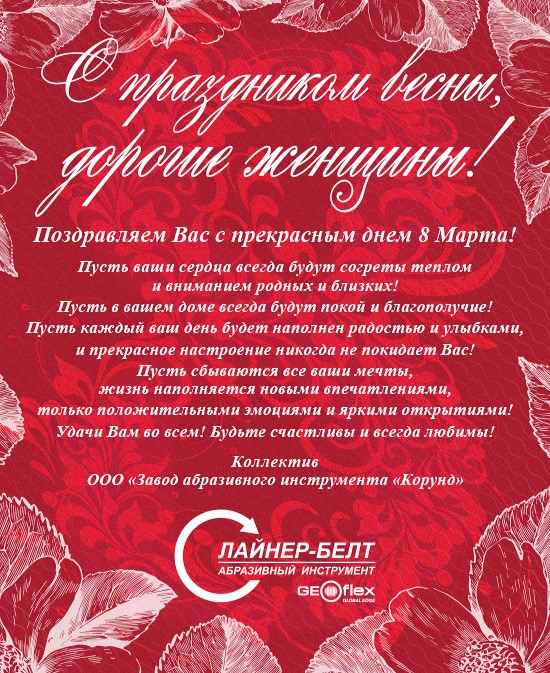 С праздником весны,
дорогие женщины!
Поздравляем Вас с прекрасным днем 8 Марта!
Пусть ваши сердца всегда будут согреты теплом
и вниманием родных и близких!
Пусть в вашем доме всегда будут покой и благополучие!
Пусть каждый ваш день будет наполнен радостью и улыбками,
и прекрасное настроение никогда не покидает Вас!
Пусть сбываются все ваши мечты,
жизнь наполняется новыми впечатлениями,
только положительными эмоциями и яркими открытиями!
Удачи Вам во всем! Будьте счастливы и всегда любимы!
Коллектив
ООО «Завод абразивного инструмента «Корунд»
ЛАЙНЕР-БЕЛТ
АБРАЗИВНЫЙ ИНСТРУМЕНТ
GEOflex
GLOBAL EDGE